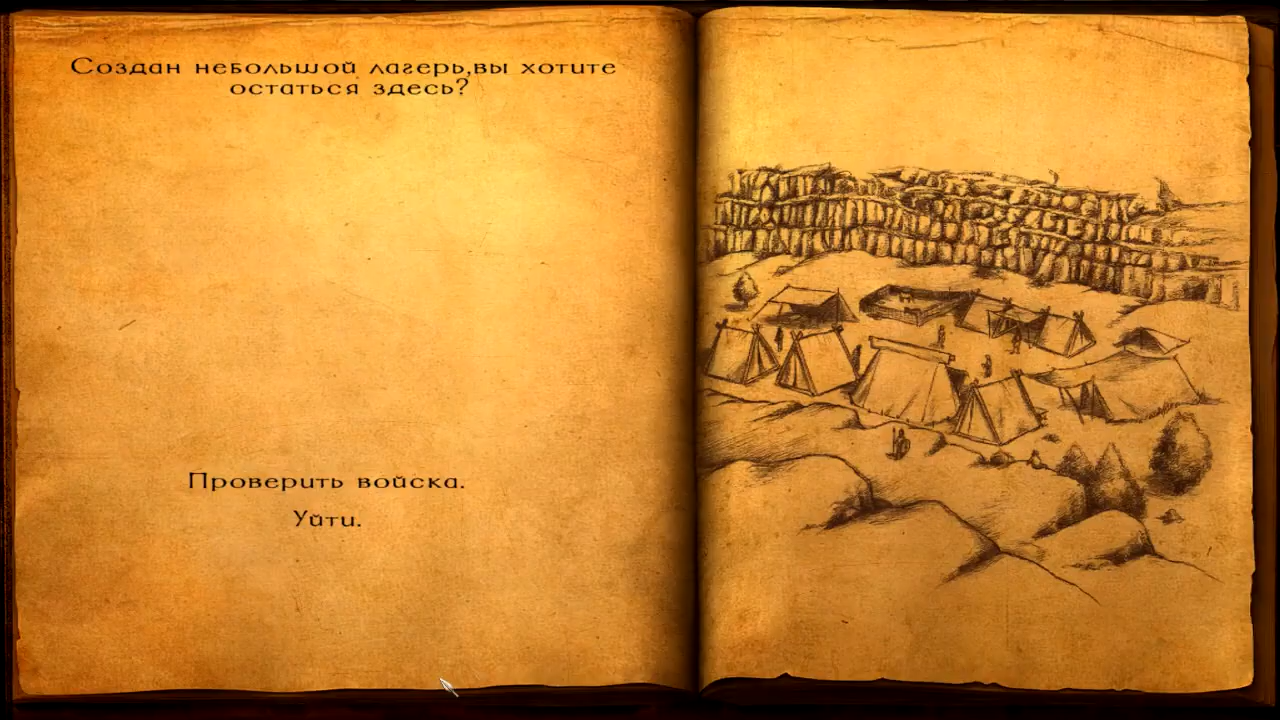 Создан небольшой лагерь,вы хотите
остаться здесь?
Проверить войска.
Уйти.